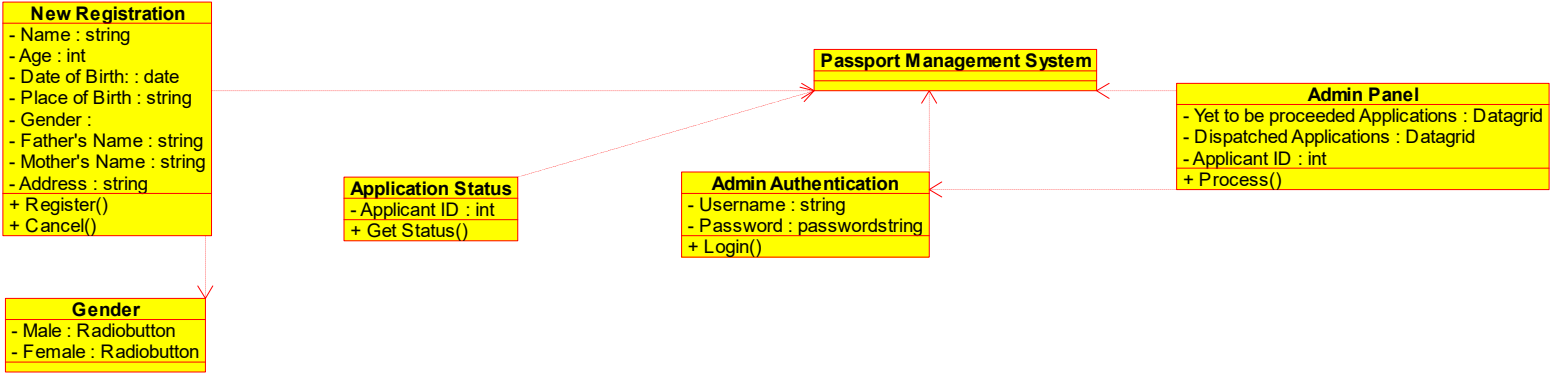 New Registration
- Name : string
- Age : int
- Date of Birth: : date
- Place of Birth : string
- Gender :
- Father's Name : string
- Mother's Name : string
- Address : string
+ Register()
+ Cancel()
Gender
- Male : Radiobutton
- Female : Radiobutton
Application Status
- Applicant ID : int
+ Get Status()
Passport Management System
Admin Authentication
- Username : string
- Password : passwordstring
+ Login()
Admin Panel
- Yet to be proceeded Applications : Datagrid
- Dispatched Applications : Datagrid
- Applicant ID : int
+ Process()